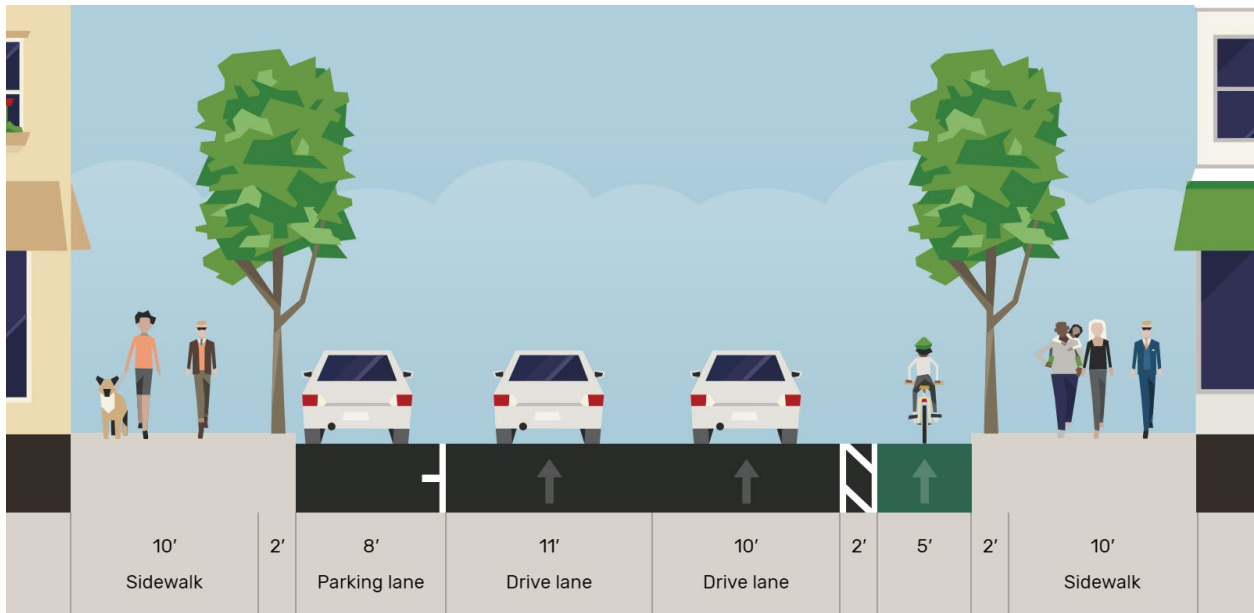 10′ 2′ 8′ 11′ 10′ 2′ 5′ 2′ 10′
Sidewalk Parking lane Drive lane Drive lane Sidewalk